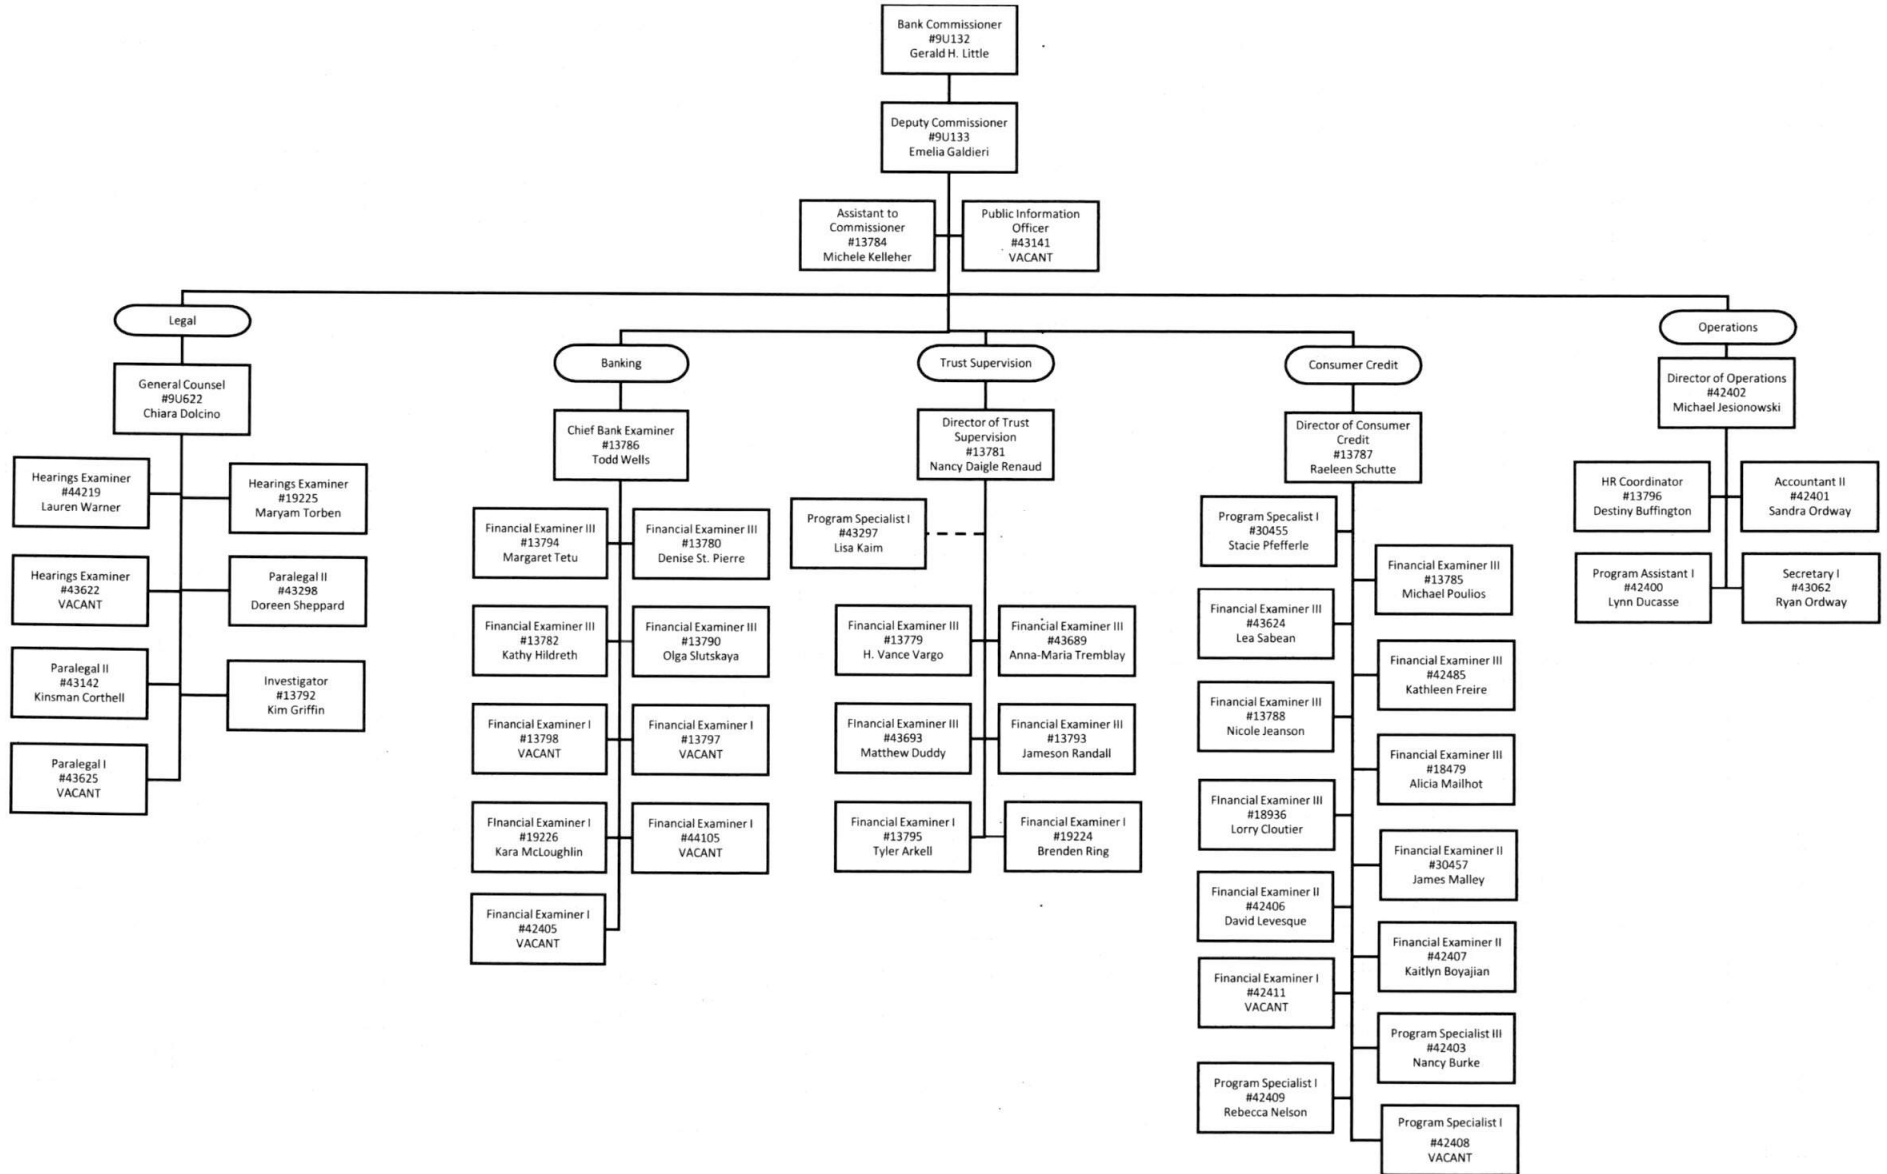 Bank Commissioner
#9U132
Gerald H. Little
Deputy Commissioner
#9U133
Emelia Galdieri
Assistant to
Commissioner
#13784
Michele Kelleher
Public Information
Officer
#43141
VACANT
Legal
General Counsel
#9U622
Chiara Dolcino
Hearings Examiner
#44219
Lauren Warner
Hearings Examiner
#19225
Maryam Torben
Hearings Examiner
#43622
VACANT
Paralegal II
#43298
Doreen Sheppard
Paralegal II
#43142
Kinsman Corthell
Investigator
#13792
Kim Griffin
Paralegal I
#43625
VACANT
Banking
Chief Bank Examiner
#13786
Todd Wells
Financial Examiner III
#13794
Margaret Tetu
Financial Examiner III
#13780
Denise St. Pierre
Financial Examiner III
#13782
Kathy Hildreth
Financial Examiner III
#13790
Olga Slutskaya
Financial Examiner I
#13798
VACANT
Financial Examiner I
#13797
VACANT
FInancial Examiner I
#19226
Kara McLoughlin
Financial Examiner I
#44105
VACANT
Financial Examiner I
#42405
VACANT
Trust Supervision
Director of Trust
Supervision
#13781
Nancy Daigle Renaud
Program Specialist I
#43297
Lisa Kaim
Financial Examiner III
#13779
H. Vance Vargo
Financial Examiner III
#43689
Anna-Maria Tremblay
FInancial Examiner III
#43693
Matthew Duddy
Financial Examiner III
#13793
Jameson Randall
Financial Examiner I
#13795
Tyler Arkell
Financial Examiner I
#19224
Brenden Ring
Consumer Credit
Director of Consumer
Credit
#13787
Raeleen Schutte
Program Specalist I
#30455
Stacie Pfefferle
Financial Examiner III
#13785
Michael Poulios
Financial Examiner III
#43624
Lea Sabean
Financial Examiner III
#42485
Kathleen Freire
Financial Examiner III
#13788
Nicole Jeanson
Financial Examiner III
#18479
Alicia Mailhot
FInancial Examiner III
#18936
Lorry Cloutier
Financial Examiner II
#30457
James Malley
Financial Examiner II
#42406
David Levesque
Financial Examiner II
#42407
Kaitlyn Boyajian
Financial Examiner I
#42411
VACANT
Program Specialist III
#42403
Nancy Burke
Program Specialist I
#42409
Rebecca Nelson
Program Specialist I
#42408
VACANT
Operations
Director of Operations
#42402
Michael Jesionowski
HR Coordinator
#13796
Destiny Buffington
Accountant II
#42401
Sandra Ordway
Program Assistant I
#42400
Lynn Ducasse
Secretary I
#43062
Ryan Ordway